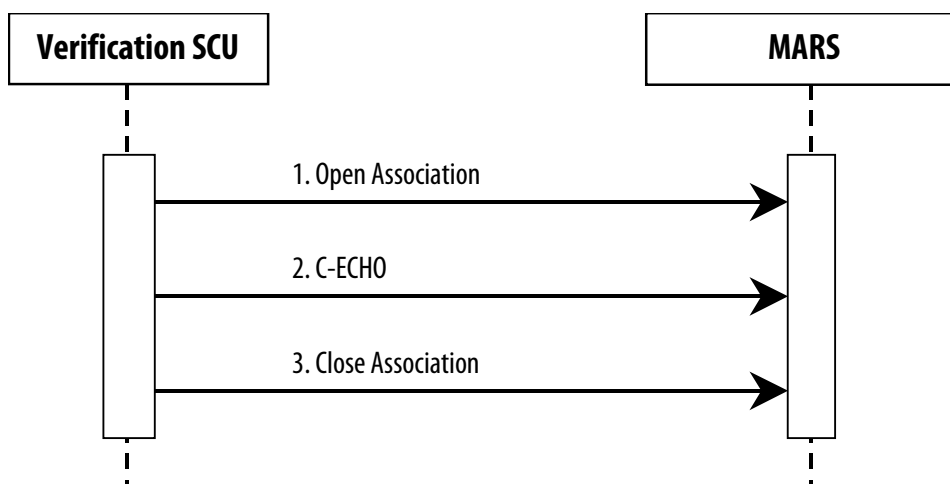 Verification SCU
MARS
1. Open Association
2. C-ECHO
3. Close Association